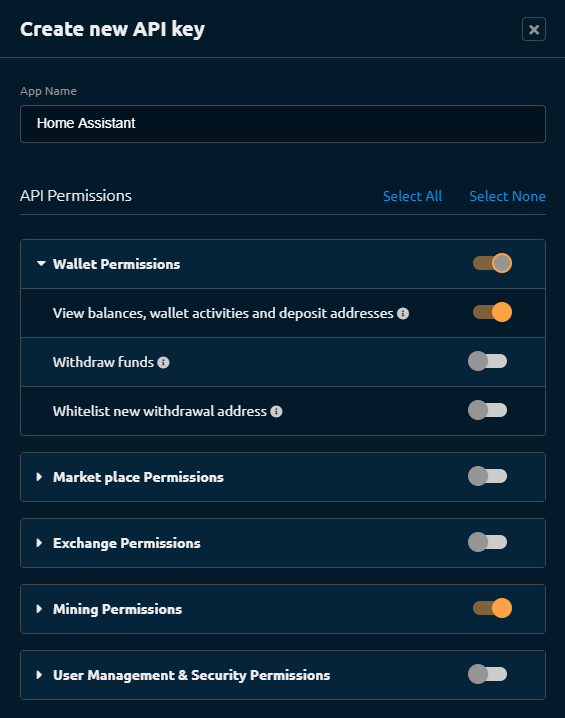 Create new API key
App Name
Home Assistant
API Permissions Select All Select None
Wallet Permissions
View balances, wallet activities and deposit addresses
Withdraw funds
Whitelist new withdrawal address
Market place Permissions
Exchange Permissions
Mining Permissions
User Management & Security Permissions